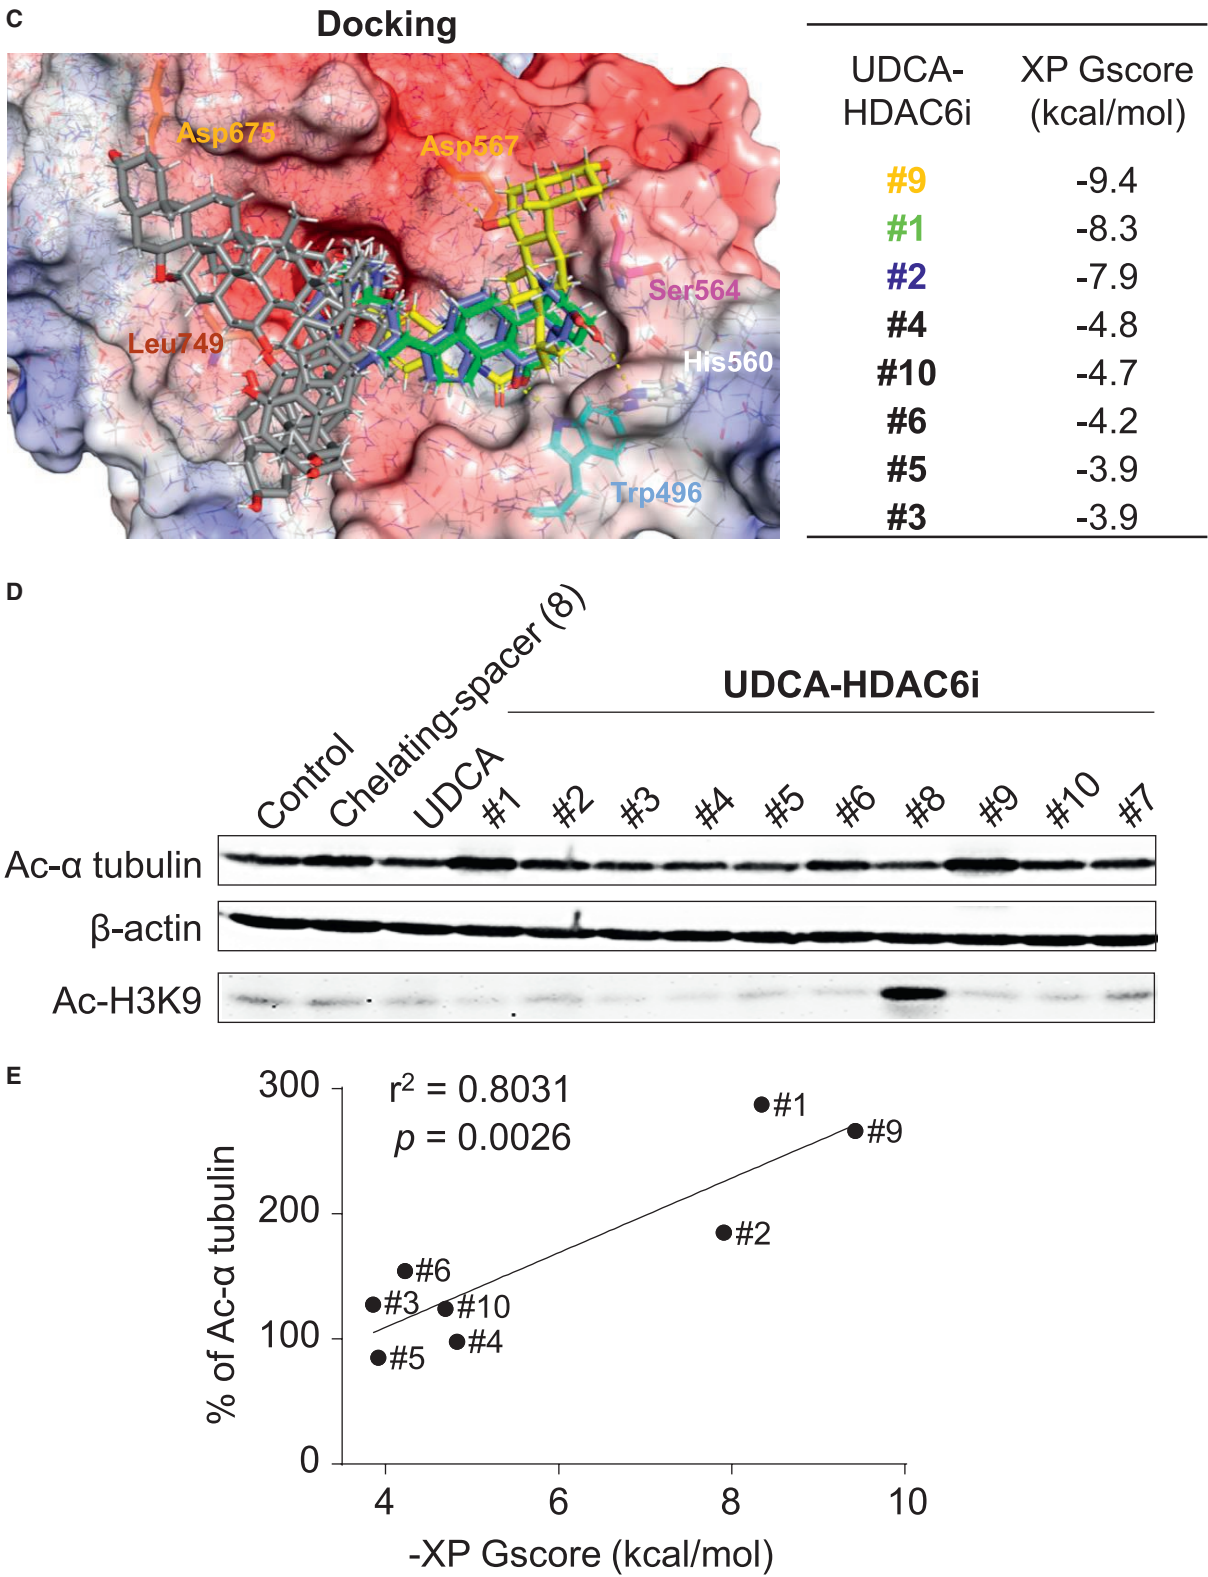 C
Docking
Asp675
Asp567
Ser564
Leu749
His560
Trp496
UDCA-HDAC6i XP Gscore (kcal/mol)
#9 -9.4
#1 -8.3
#2 -7.9
#4 -4.8
#10 -4.7
#6 -4.2
#5 -3.9
#3 -3.9
D
Control
Chelating-spacer (8)
UDCA
UDCA-HDAC6i
#1 #2 #3 #4 #5 #6 #8 #9 #10 #7
Ac-α tubulin
β-actin
Ac-H3K9
E
r² = 0.8031
p = 0.0026
% of Ac-α tubulin
300
200
100
0
#1
#9
#2
#6
#3
#10
#4
#5
4 6 8 10
-XP Gscore (kcal/mol)